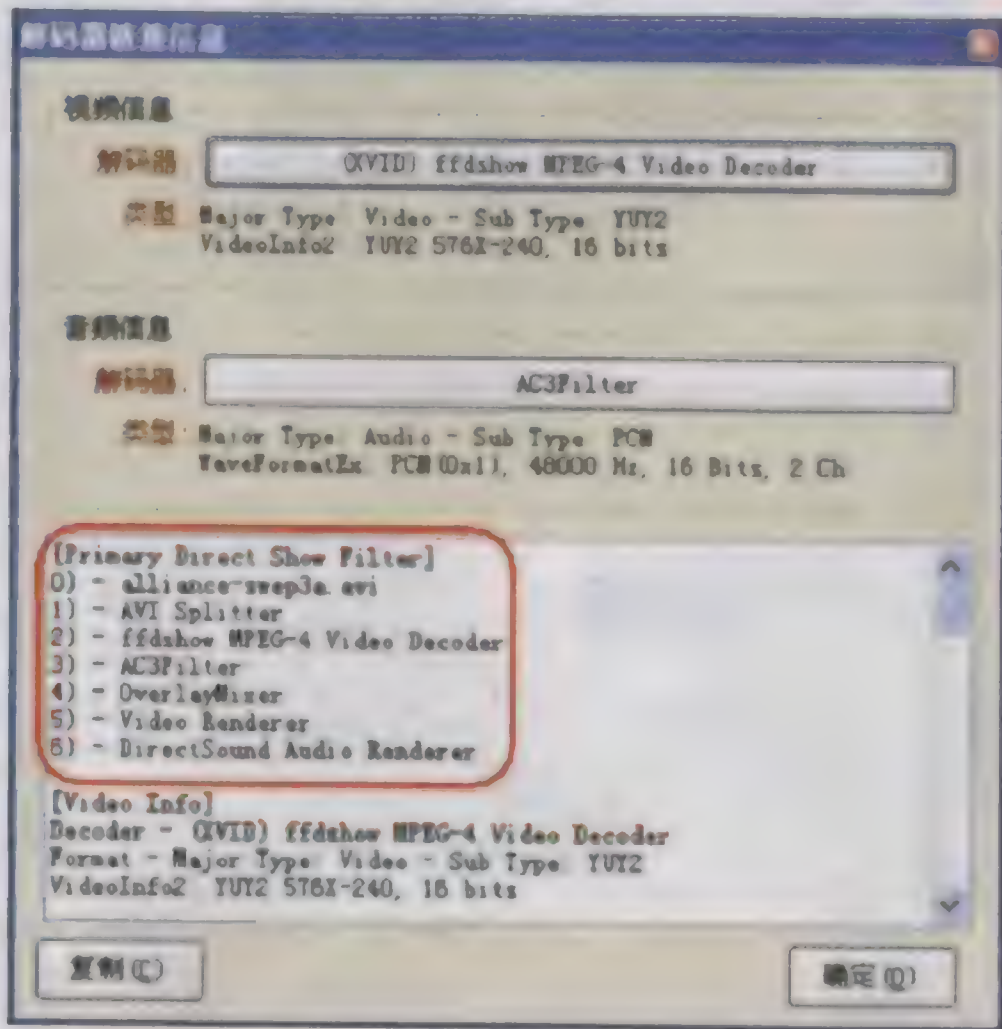 解码器链接信息
视频信息
解码器
(XVID) ffdshow MPEG-4 Video Decoder
类型 Major Type Video - Sub Type YUY2
VideoInfo2 YUY2 576X-240, 16 bits
音频信息
解码器
AC3Filter
类型 Major Type Audio - Sub Type PCM
WaveFormatEx PCM(0x1), 48000 Hz, 16 Bits, 2 Ch
[Primary Direct Show Filter]
0) - alliance-swep3a.avi
1) - AVI Splitter
2) - ffdshow MPEG-4 Video Decoder
3) - AC3Filter
4) - OverlayMixer
5) - Video Renderer
6) - DirectSound Audio Renderer
[Video Info]
Decoder - (XVID) ffdshow MPEG-4 Video Decoder
Format - Major Type Video - Sub Type YUY2
VideoInfo2 YUY2 576X-240, 16 bits
复制(C)
确定(O)